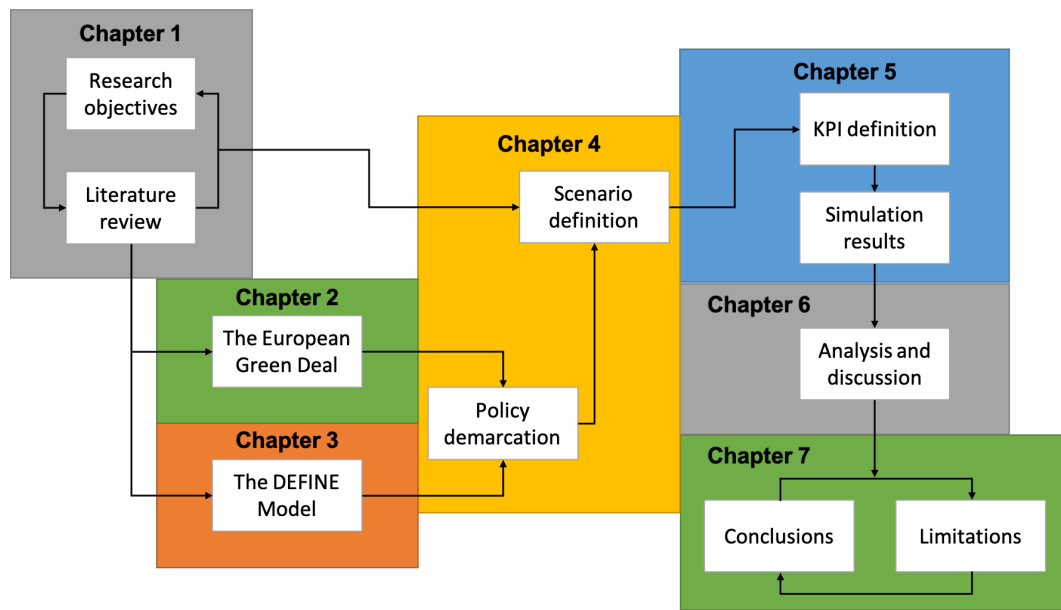 Chapter 1
Research
objectives
Literature
review
Chapter 2
The European
Green Deal
Chapter 3
The DEFINE
Model
Chapter 4
Scenario
definition
Policy
demarcation
Chapter 5
KPI definition
Simulation
results
Chapter 6
Analysis and
discussion
Chapter 7
Conclusions
Limitations